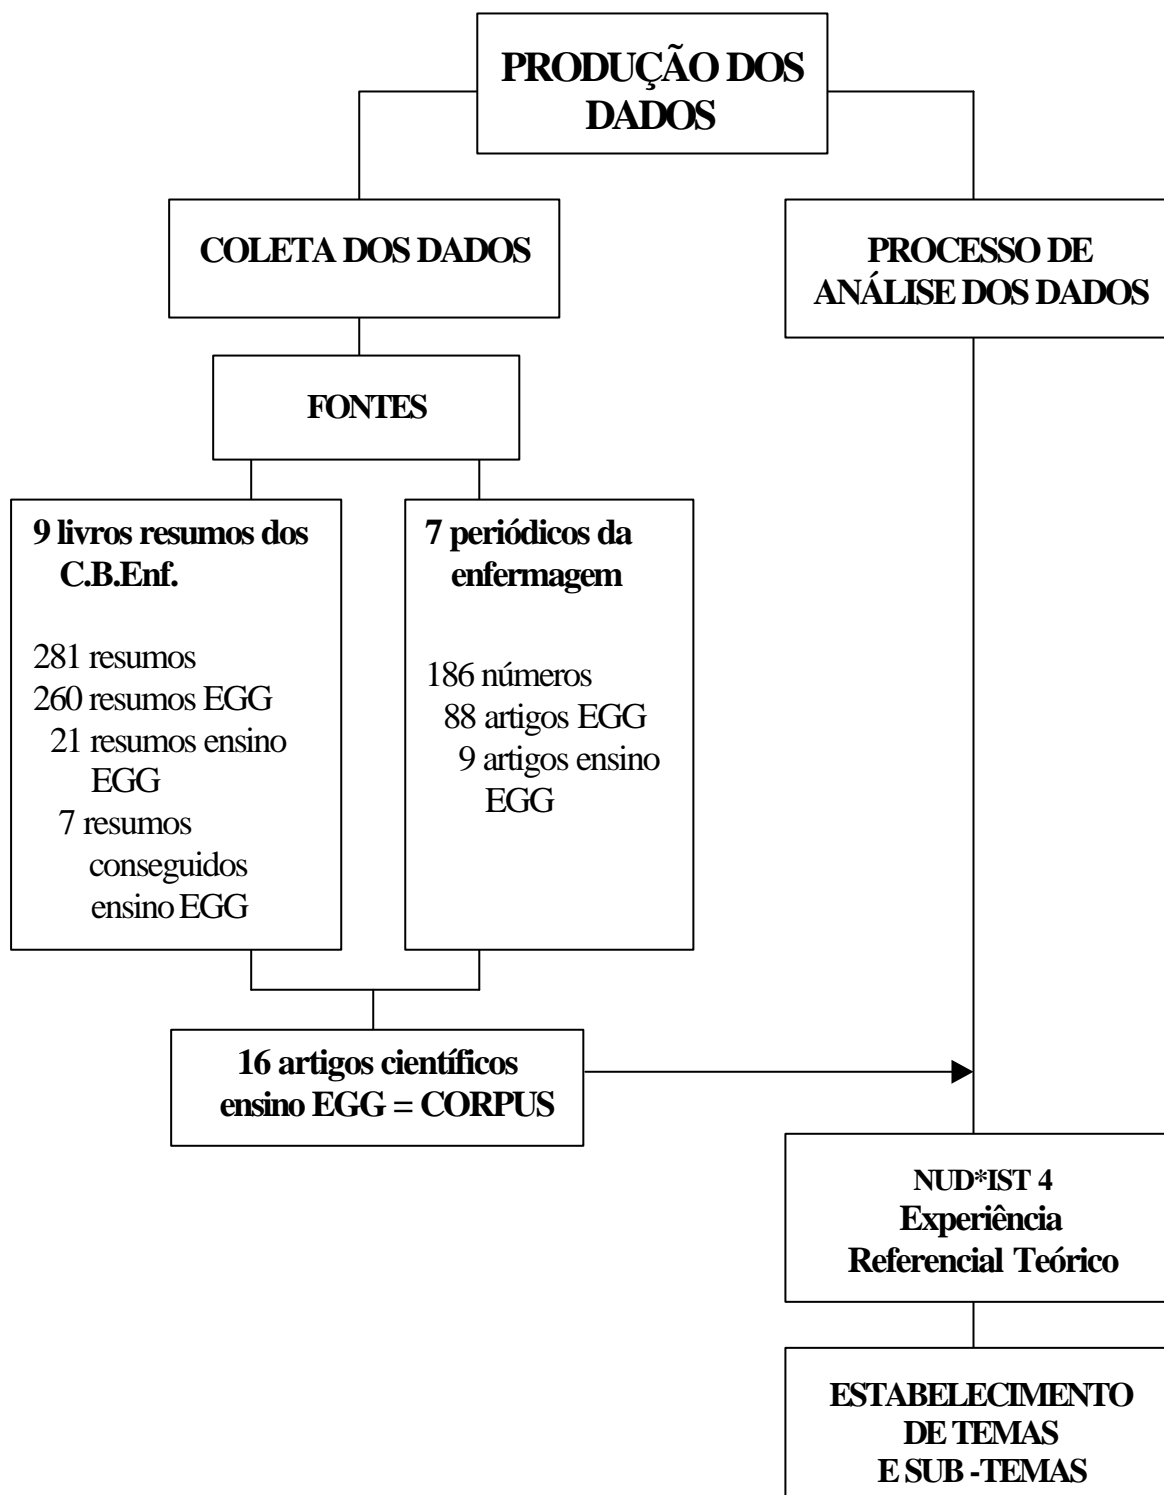 PRODUÇÃO DOS
DADOS
COLETA DOS DADOS
PROCESSO DE
ANÁLISE DOS DADOS
FONTES
9 livros resumos dos
C.B.Enf.
281 resumos
260 resumos EGG
21 resumos ensino
EGG
7 resumos
conseguidos
ensino EGG
7 periódicos da
enfermagem
186 números
88 artigos EGG
9 artigos ensino
EGG
16 artigos científicos
ensino EGG = CORPUS
NUD*IST 4
Experiência
Referencial Teórico
ESTABELECIMENTO
DE TEMAS
E SUB -TEMAS